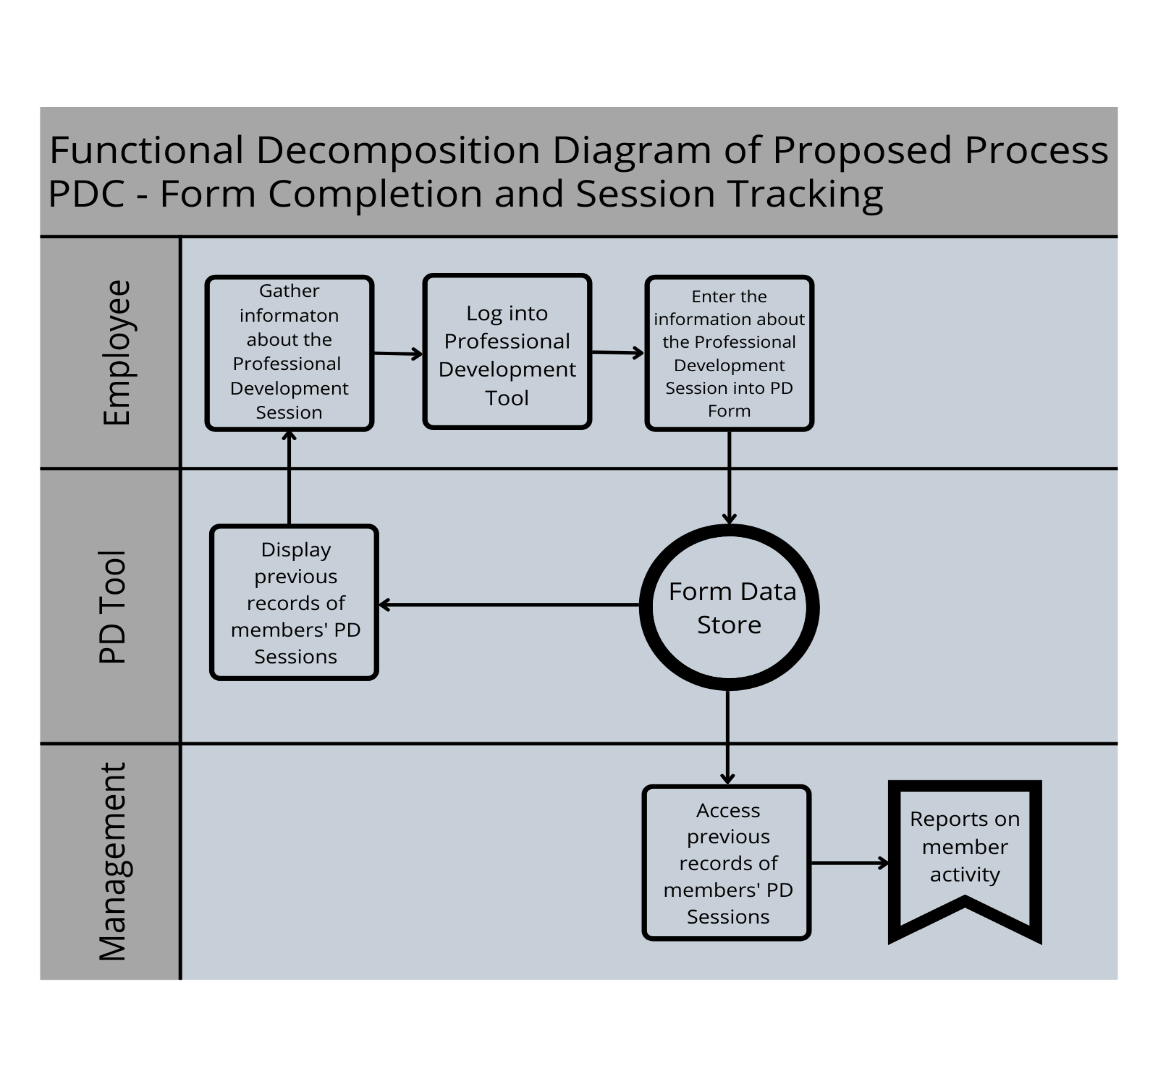 Functional Decomposition Diagram of Proposed Process
PDC - Form Completion and Session Tracking
Employee
Gather
informaton
about the
Professional
Development
Session
Log into
Professional
Development
Tool
Enter the
information about
the Professional
Development
Session into PD
Form
PD Tool
Display
previous
records of
members' PD
Sessions
Form Data
Store
Management
Access
previous
records of
members' PD
Sessions
Reports on
member
activity